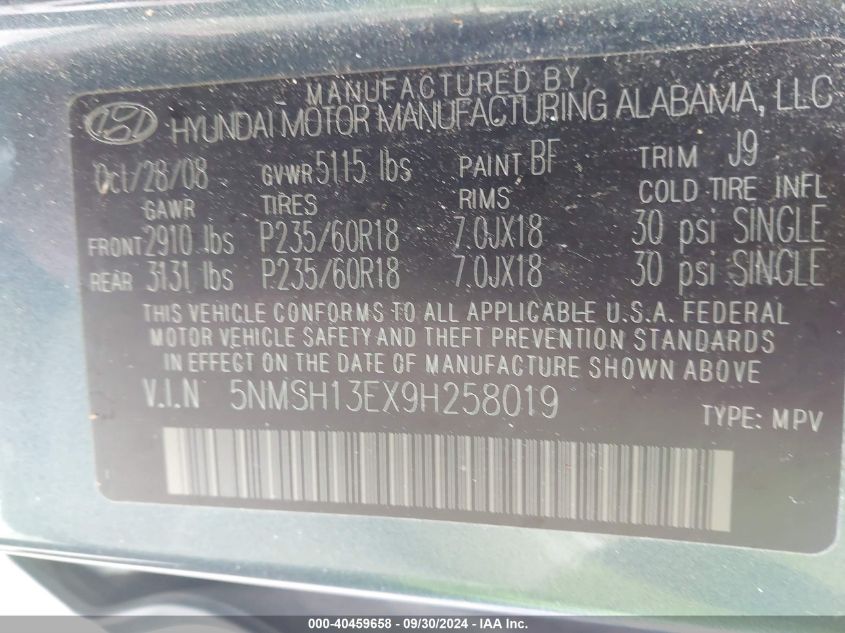 MANUFACTURED BY
HYUNDAI MOTOR MANUFACTURING ALABAMA, LLC
Oct/28/08 GVWR 5115 lbs PAINT BF TRIM J9
GAWR TIRES RIMS COLD TIRE INFL
FRONT 2910 lbs P235/60R18 7.0JX18 30 psi SINGLE
REAR 3131 lbs P235/60R18 7.0JX18 30 psi SINGLE
THIS VEHICLE CONFORMS TO ALL APPLICABLE U.S.A. FEDERAL
MOTOR VEHICLE SAFETY AND THEFT PREVENTION STANDARDS
IN EFFECT ON THE DATE OF MANUFACTURE SHOWN ABOVE
V.I.N 5NMSH13EX9H258019 TYPE: MPV
000-40459658 - 09/30/2024 - IAA Inc.